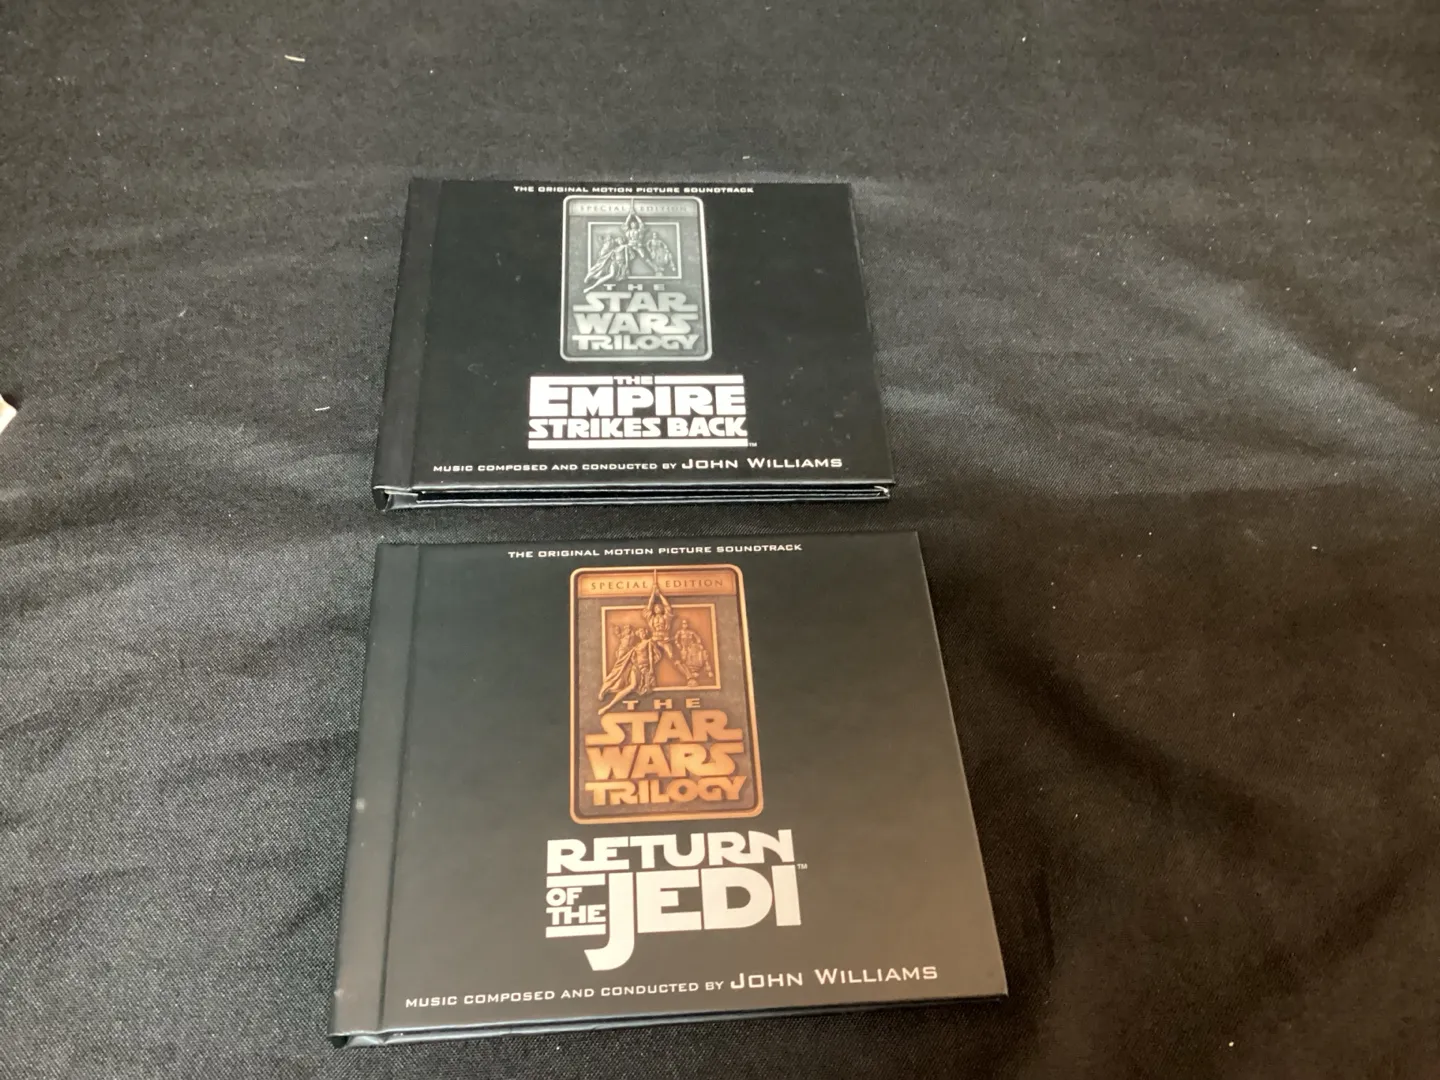 THE ORIGINAL MOTION PICTURE SOUNDTRACK
SPECIAL EDITION
THE
STAR
WARS
TRILOGY
THE
EMPIRE
STRIKES BACK™
MUSIC COMPOSED AND CONDUCTED BY JOHN WILLIAMS
THE ORIGINAL MOTION PICTURE SOUNDTRACK
SPECIAL EDITION
THE
STAR
WARS
TRILOGY
RETURN
OF
THE JEDI™
MUSIC COMPOSED AND CONDUCTED BY JOHN WILLIAMS